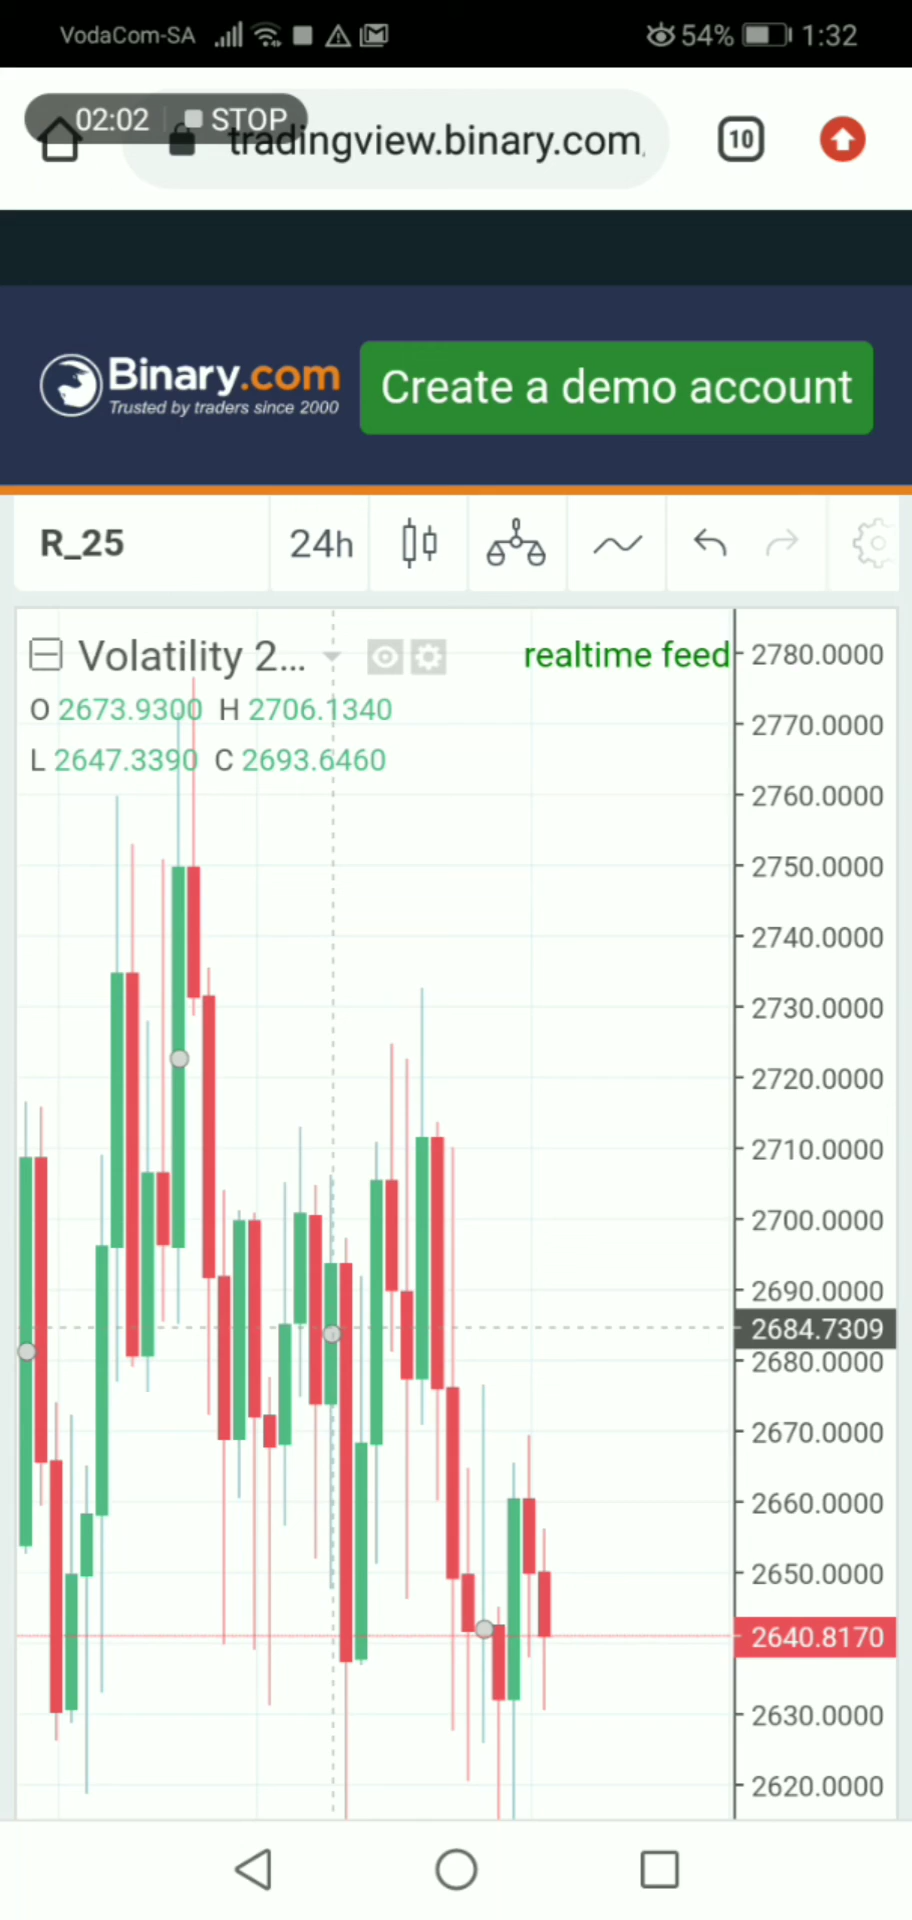 VodaCom-SA 54% 1:32
02:02 STOP
tradingview.binary.com 10
Binary.com
Trusted by traders since 2000
Create a demo account
R_25 24h
Volatility 2... realtime feed
O 2673.9300 H 2706.1340
L 2647.3390 C 2693.6460
2780.0000
2770.0000
2760.0000
2750.0000
2740.0000
2730.0000
2720.0000
2710.0000
2700.0000
2690.0000
2684.7309
2680.0000
2670.0000
2660.0000
2650.0000
2640.8170
2630.0000
2620.0000